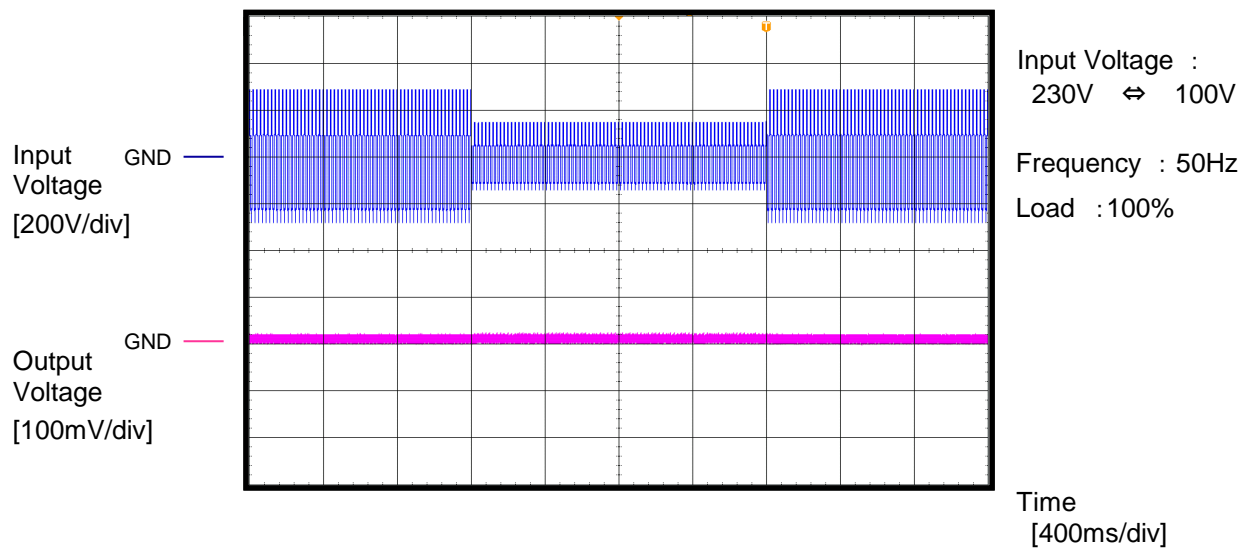 T
Input Voltage :
230V ⇔ 100V
Frequency : 50Hz
Load :100%
Input
Voltage
[200V/div]
GND
GND
Output
Voltage
[100mV/div]
Time
[400ms/div]